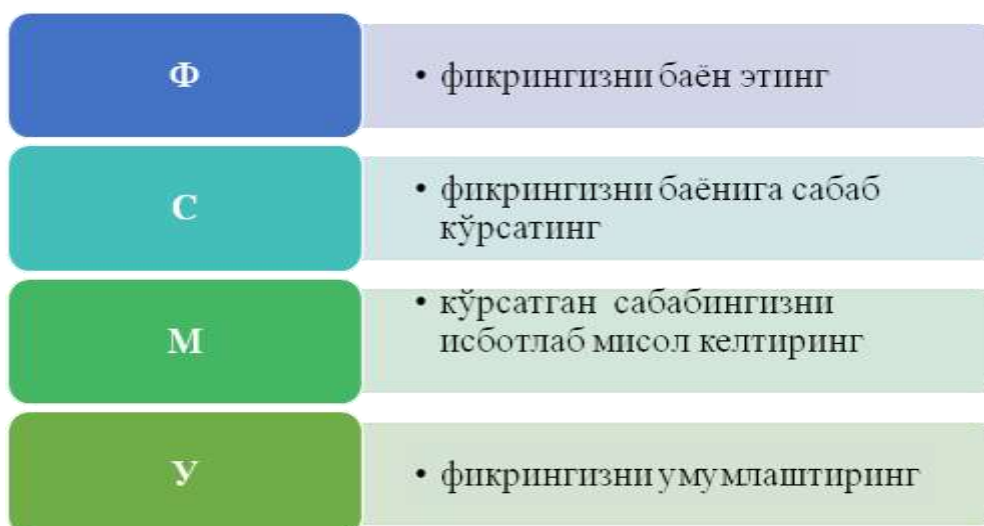 Ф
• фикрингизни баён этинг
С
• фикрингизни баёнига сабаб
кўрсатинг
М
• кўрсатган сабабингизни
исботлаб мисол келтиринг
У
• фикрингизни умумлаштиринг